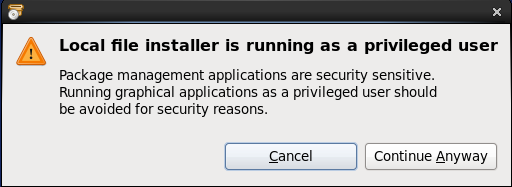 Local file installer is running as a privileged user
Package management applications are security sensitive.
Running graphical applications as a privileged user should
be avoided for security reasons.
Cancel
Continue Anyway